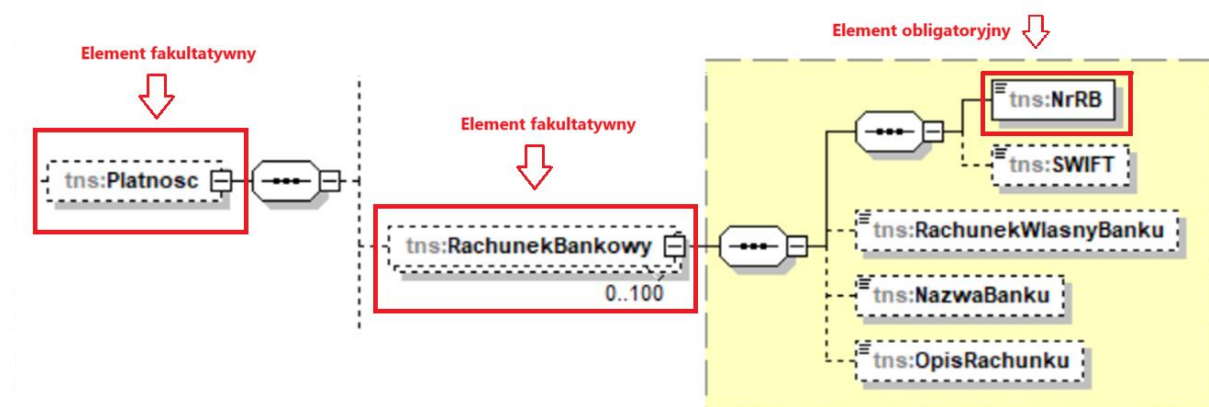 Element obligatoryjny
Element fakultatywny
tns:NrRB
Element fakultatywny
tns:Platnosc
tns:SWIFT
tns:RachunekBankowy
0..100
tns:RachunekWlasnyBanku
tns:NazwaBanku
tns:OpisRachunku